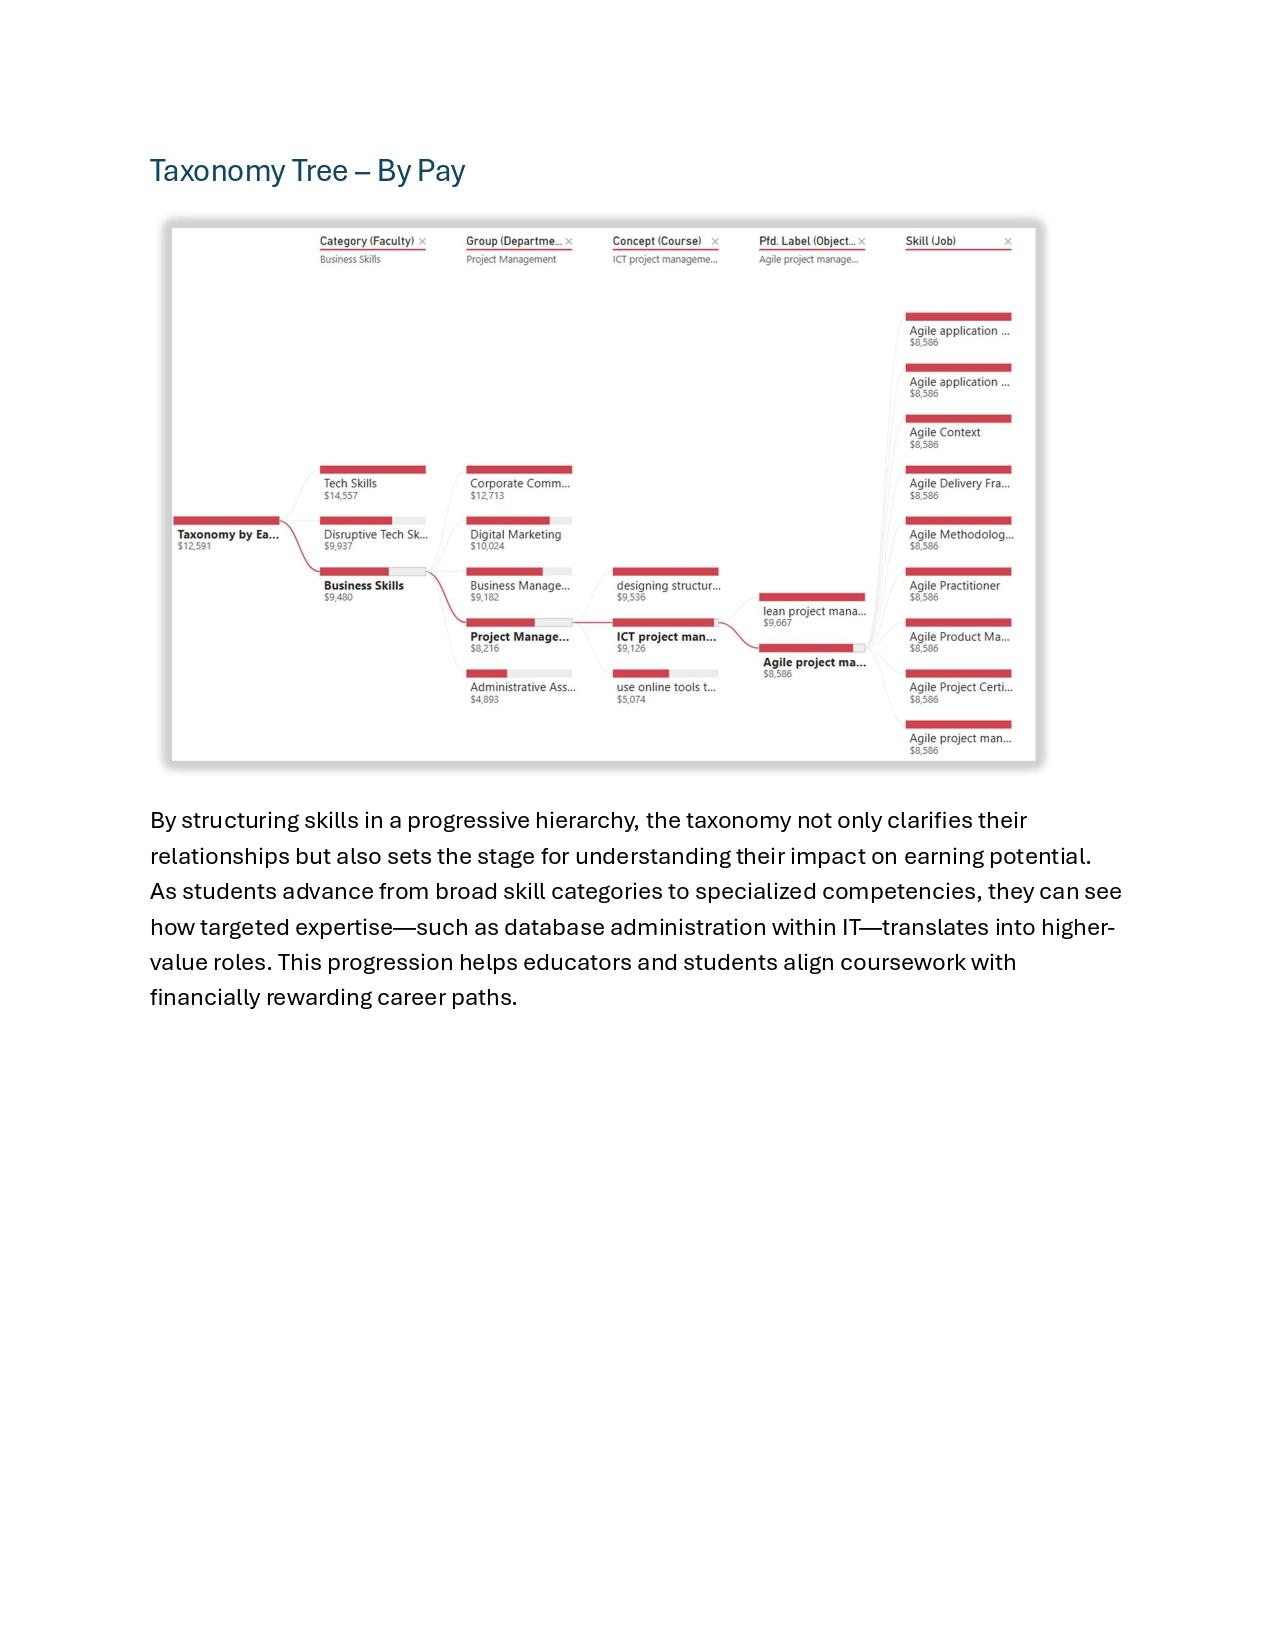 Taxonomy Tree – By Pay
Category (Faculty) ×
Business Skills
Group (Departme... ×
Project Management
Concept (Course) ×
ICT project manageme...
Pfd. Label (Object... ×
Agile project manage...
Skill (Job) ×
Taxonomy by Ea...
$12,591
Tech Skills
$14,557
Disruptive Tech Sk...
$9,937
Business Skills
$9,480
Corporate Comm...
$12,713
Digital Marketing
$10,024
Business Manage...
$9,182
Project Manage...
$8,216
Administrative Ass...
$4,893
designing structur...
$9,536
ICT project man...
$9,126
use online tools t...
$5,074
lean project mana...
$9,667
Agile project ma...
$8,586
Agile application ...
$8,586
Agile application ...
$8,586
Agile Context
$8,586
Agile Delivery Fra...
$8,586
Agile Methodolog...
$8,586
Agile Practitioner
$8,586
Agile Product Ma...
$8,586
Agile Project Certi...
$8,586
Agile project man...
$8,586
By structuring skills in a progressive hierarchy, the taxonomy not only clarifies their
relationships but also sets the stage for understanding their impact on earning potential.
As students advance from broad skill categories to specialized competencies, they can see
how targeted expertise—such as database administration within IT—translates into higher-
value roles. This progression helps educators and students align coursework with
financially rewarding career paths.